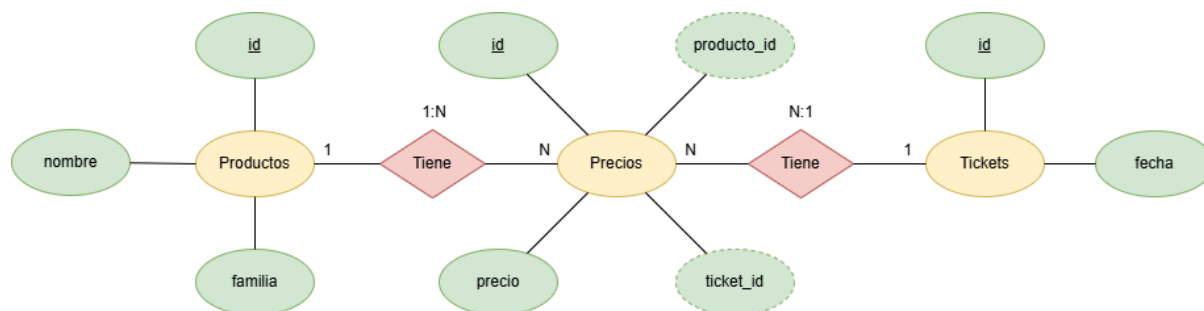 id
id
producto_id
id
1:N
N:1
nombre
Productos
1
Tiene
N
Precios
N
Tiene
1
Tickets
fecha
familia
precio
ticket_id